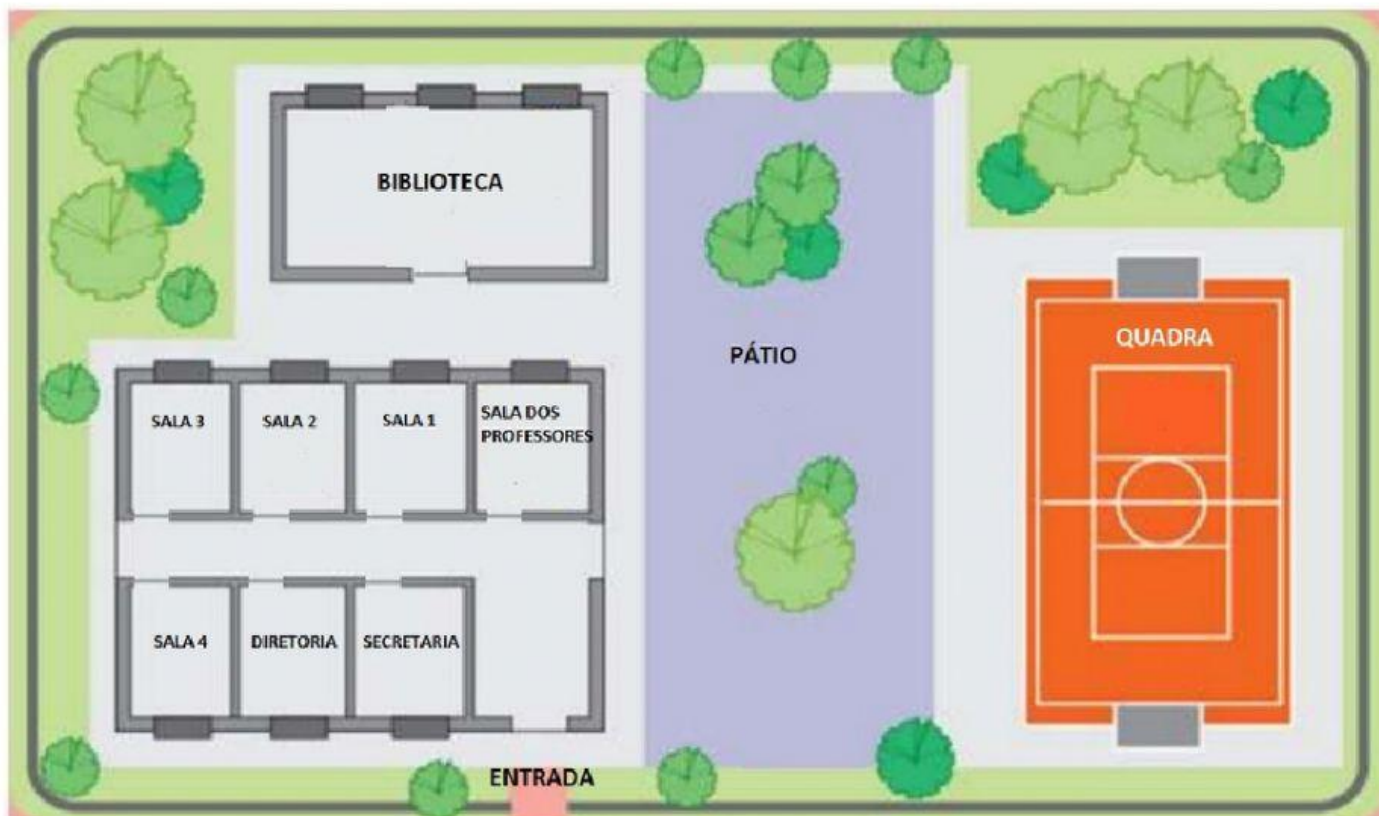 BIBLIOTECA
PÁTIO
QUADRA
SALA 3
SALA 2
SALA 1
SALA DOS
PROFESSORES
SALA 4
DIRETORIA
SECRETARIA
ENTRADA